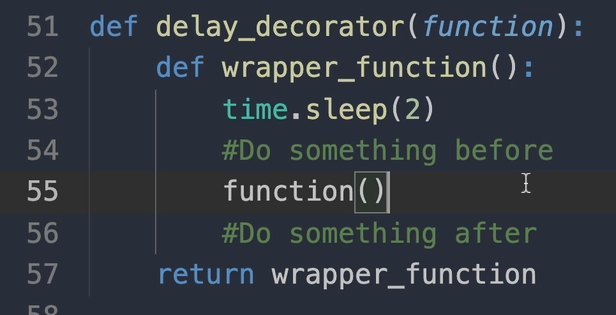 51 def delay_decorator(function):
52     def wrapper_function():
53         time.sleep(2)
54         #Do something before
55         function()
56         #Do something after
57     return wrapper_function
58